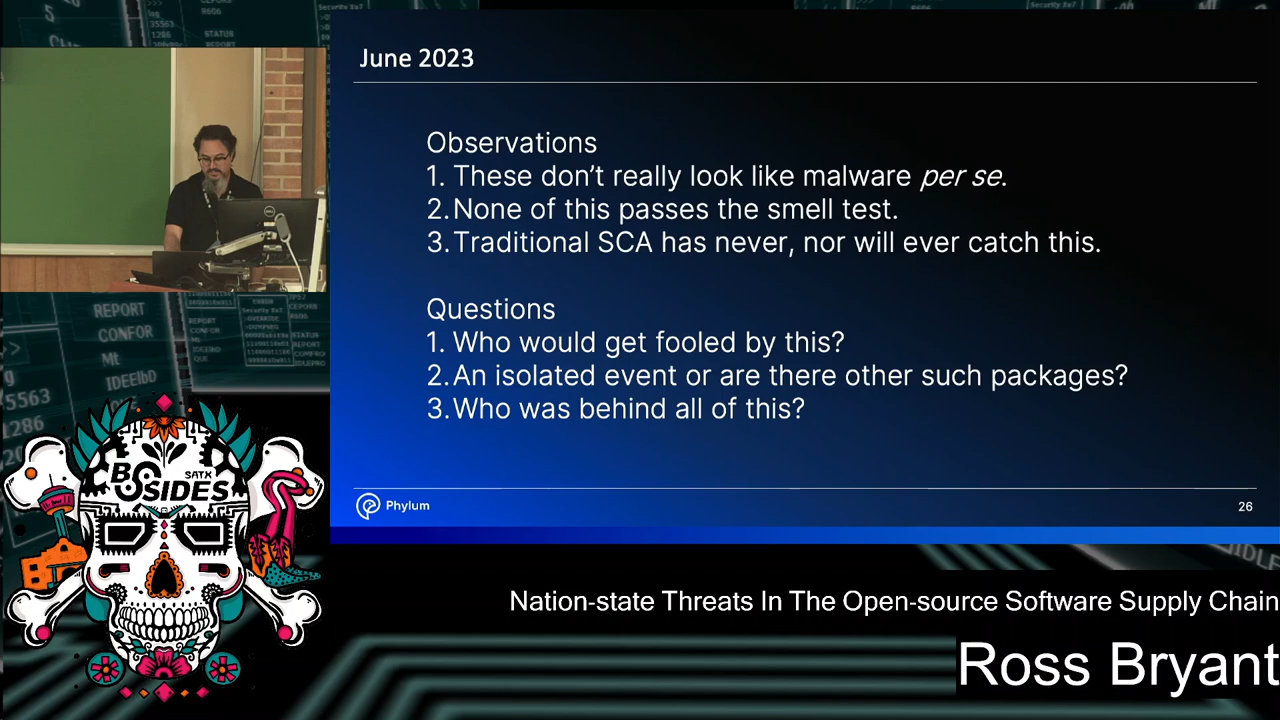 June 2023
Observations
1. These don't really look like malware per se.
2. None of this passes the smell test.
3. Traditional SCA has never, nor will ever catch this.
Questions
1. Who would get fooled by this?
2. An isolated event or are there other such packages?
3. Who was behind all of this?
Phylum
26
REPORT
CONFOR
Mt
IDEEIbD
BSIDES
SATX
Nation-state Threats In The Open-source Software Supply Chain
Ross Bryant